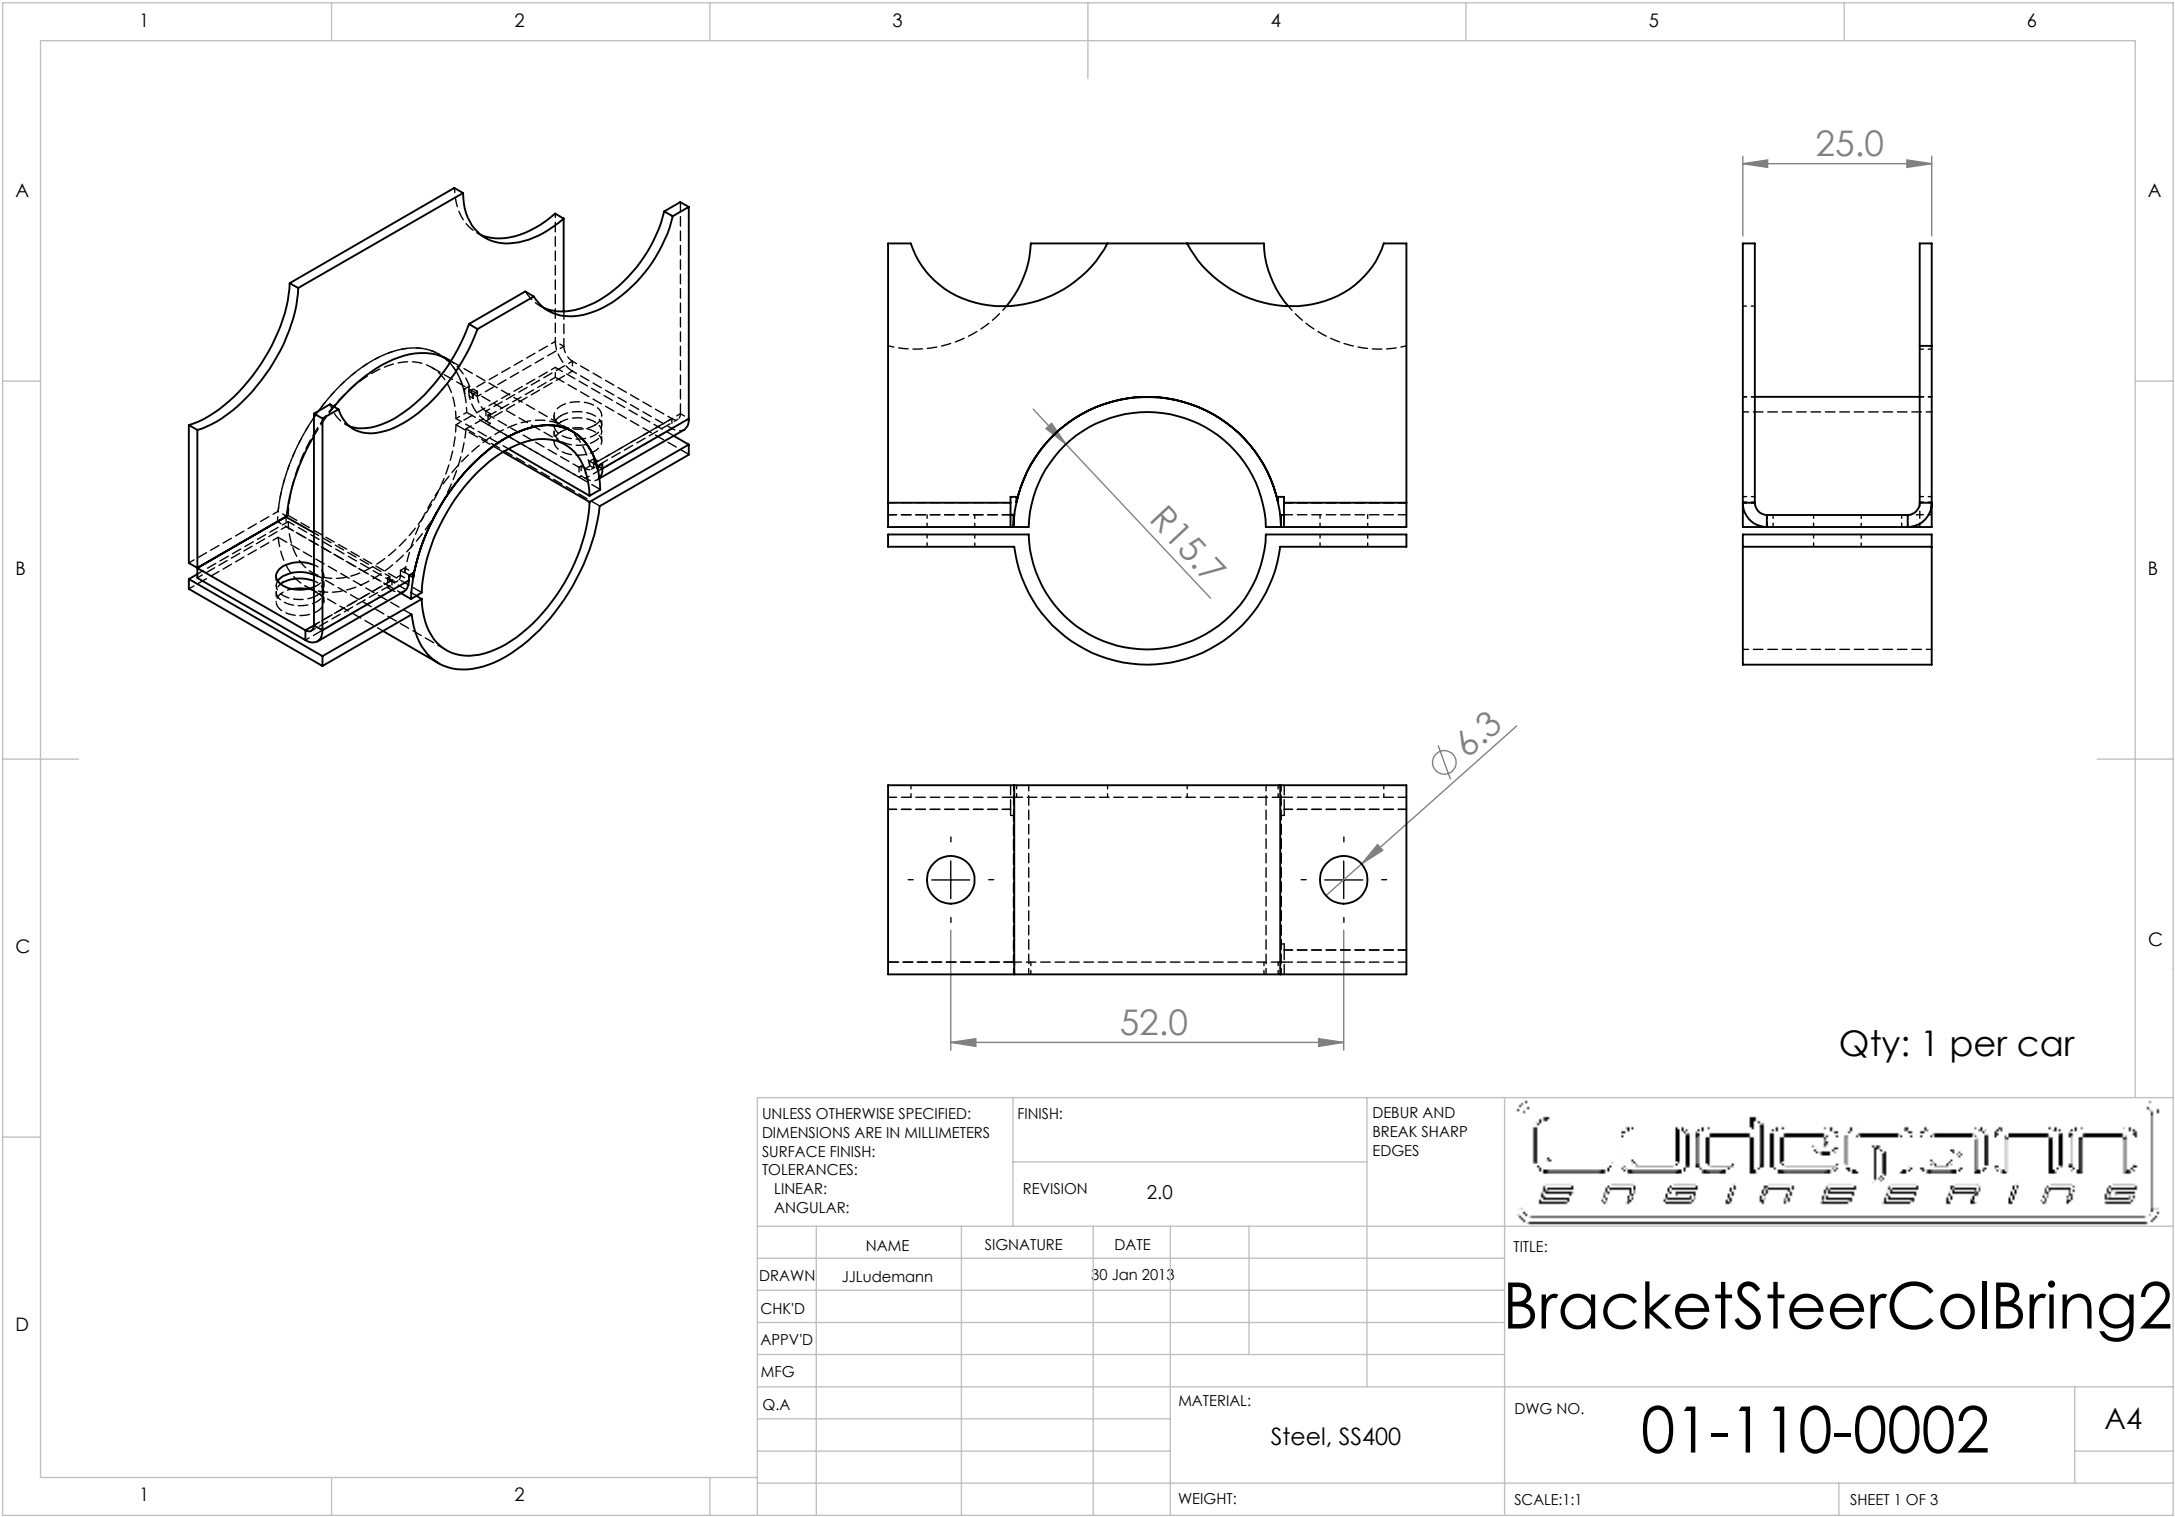 1 2 3 4 5 6
A A
25.0
R15.7
B B
⌀ 6.3
C C
52.0
Qty: 1 per car
UNLESS OTHERWISE SPECIFIED:
DIMENSIONS ARE IN MILLIMETERS
SURFACE FINISH:
TOLERANCES:
LINEAR:
ANGULAR:
FINISH:
REVISION 2.0
DEBUR AND
BREAK SHARP
EDGES
Ludemann
ENGINEERING
NAME SIGNATURE DATE
DRAWN JJLudemann 30 Jan 2013
CHK'D
APPV'D
MFG
Q.A
MATERIAL:
Steel, SS400
WEIGHT:
TITLE:
BracketSteerColBring2
DWG NO. 01-110-0002 A4
SCALE:1:1 SHEET 1 OF 3
D
1 2